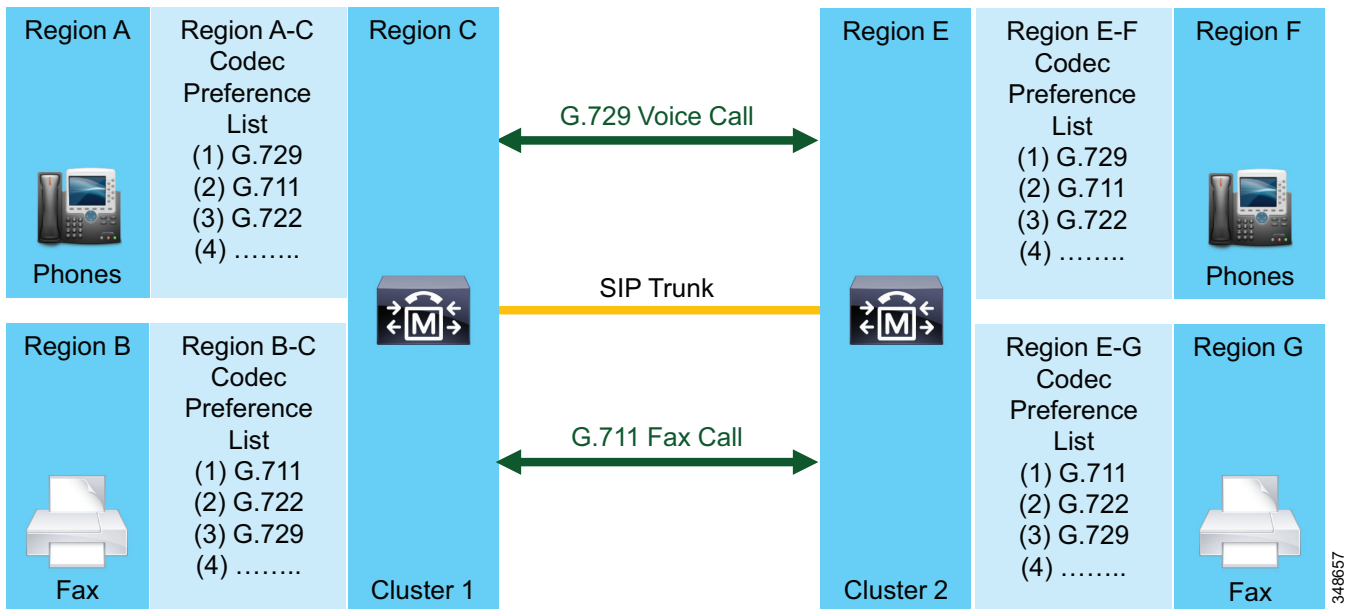 Region A
Phones
Region A-C
Codec
Preference
List
(1) G.729
(2) G.711
(3) G.722
(4) ……..
Region B
Fax
Region B-C
Codec
Preference
List
(1) G.711
(2) G.722
(3) G.729
(4) ……..
Region C
M
Cluster 1
G.729 Voice Call
SIP Trunk
G.711 Fax Call
Region E
M
Cluster 2
Region E-F
Codec
Preference
List
(1) G.729
(2) G.711
(3) G.722
(4) ……..
Region F
Phones
Region E-G
Codec
Preference
List
(1) G.711
(2) G.722
(3) G.729
(4) ……..
Region G
Fax
348657